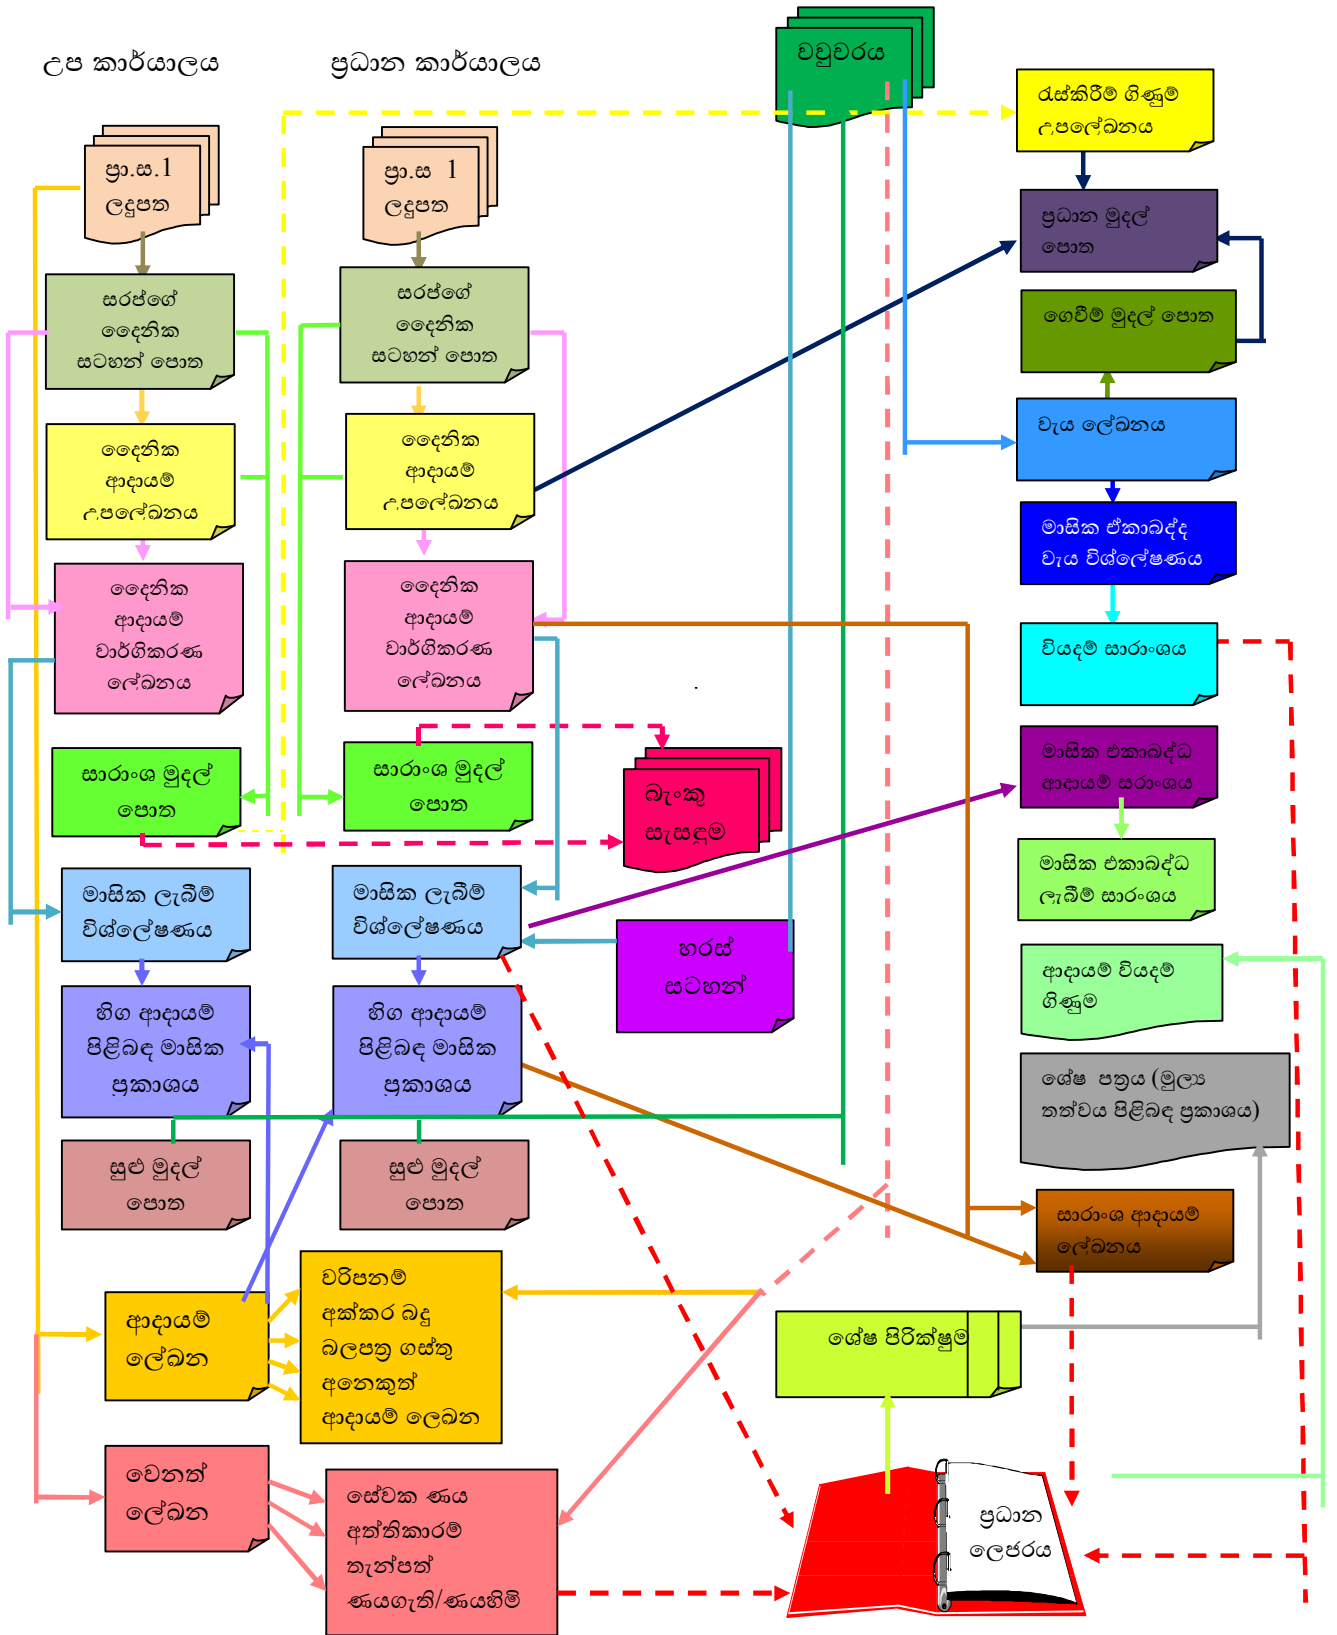 උප කාර්යාලය
ප්‍රධාන කාර්යාලය
වවුචරය
රැස්කිරීම් ගිණුම්
උපලේඛනය
ප්‍රා.ස.1
ලදුපත
ප්‍රා.ස 1
ලදුපත
ප්‍රධාන මුදල්
පොත
සරප්ගේ
දෛනික
සටහන් පොත
සරප්ගේ
දෛනික
සටහන් පොත
ගෙවීම් මුදල් පොත
දෛනික
ආදායම්
උපලේඛනය
දෛනික
ආදායම්
උපලේඛනය
වැය ලේඛනය
මාසික ඒකාබද්ද
වැය විශ්ලේෂණය
දෛනික
ආදායම්
වාර්ගිකරණ
ලේඛනය
දෛනික
ආදායම්
වාර්ගිකරණ
ලේඛනය
වියදම් සාරාංශය
සාරාංශ මුදල්
පොත
සාරාංශ මුදල්
පොත
බැංකු
සැසඳුම
මාසික එකාබද්ධ
ආදායම් සරාංශය
මාසික එකාබද්ධ
ලැබීම් සාරංශය
මාසික ලැබීම්
විශ්ලේෂණය
මාසික ලැබීම්
විශ්ලේෂණය
හරස්
සටහන්
ආදායම් වියදම්
ගිණුම
හිග ආදායම්
පිළිබඳ මාසික
ප්‍රකාශය
හිග ආදායම්
පිළිබඳ මාසික
ප්‍රකාශය
ශේෂ පත්‍රය (මූල්‍ය
තත්වය පිළිබඳ ප්‍රකාශය)
සුළු මුදල්
පොත
සුළු මුදල්
පොත
සාරාංශ ආදායම්
ලේඛනය
ආදායම්
ලේඛන
වරිපනම්
අක්කර බදු
බලපත්‍ර ගස්තු
අනෙකුත්
ආදායම් ලෙඛන
ශේෂ පිරික්ෂුම
වෙනත්
ලේඛන
සේවක ණය
අත්තිකාරම්
තැන්පත්
ණයගැති/ණයහිමි
ප්‍රධාන
ලෙජරය